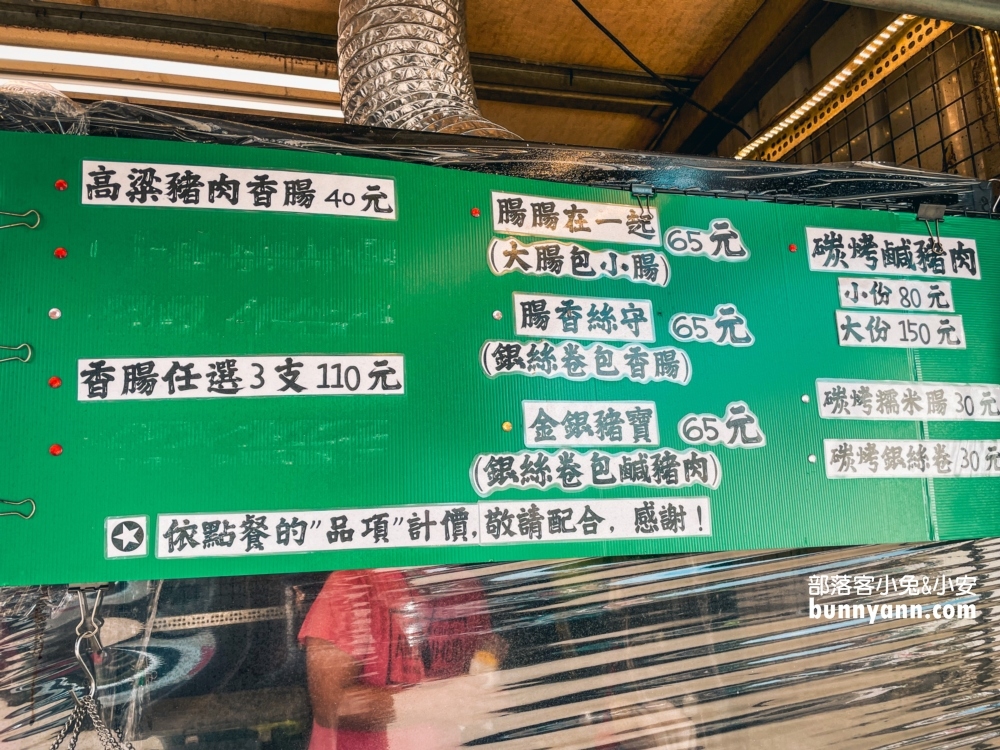 高粱豬肉香腸 40元
香腸任選3支110元
腸腸在一起 65元
(大腸包小腸)
腸香絲守 65元
(銀絲卷包香腸)
金銀豬寶 65元
(銀絲卷包鹹豬肉)
碳烤鹹豬肉
小份 80 元
大份 150元
碳烤糯米腸 30元
碳烤銀絲卷 30元
依點餐的"品項"計價,敬請配合,感謝!
部落客小兔&小安
bunnyann.com